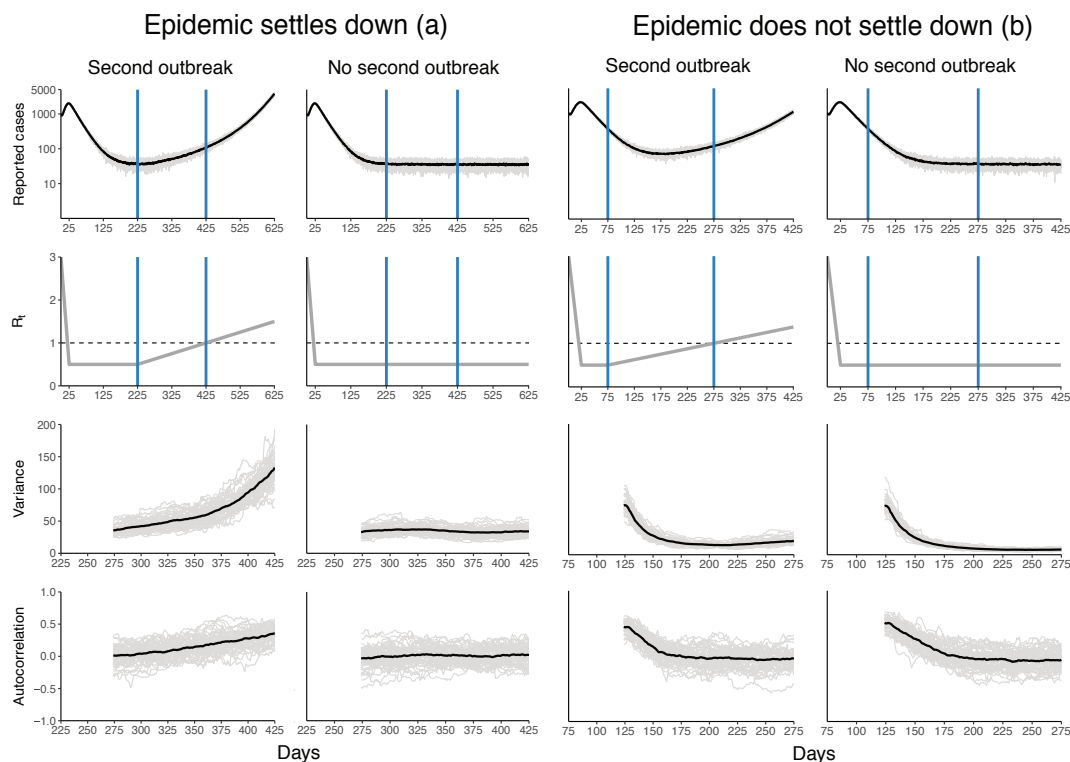 Epidemic settles down (a)
Epidemic does not settle down (b)
Second outbreak
No second outbreak
Second outbreak
No second outbreak
Reported cases
5000
1000
100
10
25 125 225 325 425 525 625
25 125 225 325 425 525 625
25 75 125 175 225 275 325 375 425
25 75 125 175 225 275 325 375 425
Rt
3
2
1
0
25 125 225 325 425 525 625
25 125 225 325 425 525 625
25 75 125 175 225 275 325 375 425
25 75 125 175 225 275 325 375 425
Variance
200
150
100
50
0
225 250 275 300 325 350 375 400 425
225 250 275 300 325 350 375 400 425
75 100 125 150 175 200 225 250 275
75 100 125 150 175 200 225 250 275
Autocorrelation
1.0
0.5
0.0
−0.5
−1.0
225 250 275 300 325 350 375 400 425
225 250 275 300 325 350 375 400 425
75 100 125 150 175 200 225 250 275
75 100 125 150 175 200 225 250 275
Days
Days